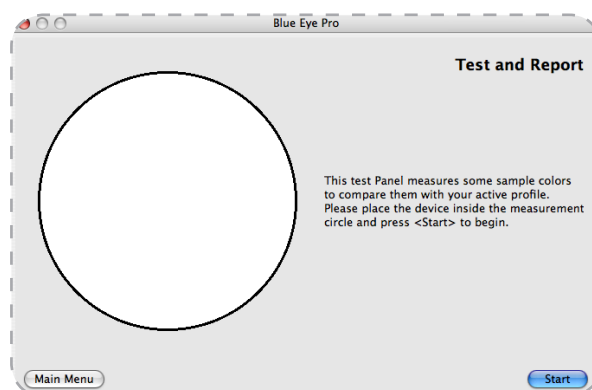 Blue Eye Pro
Test and Report
This test Panel measures some sample colors
to compare them with your active profile.
Please place the device inside the measurement
circle and press <Start> to begin.
Main Menu
Start